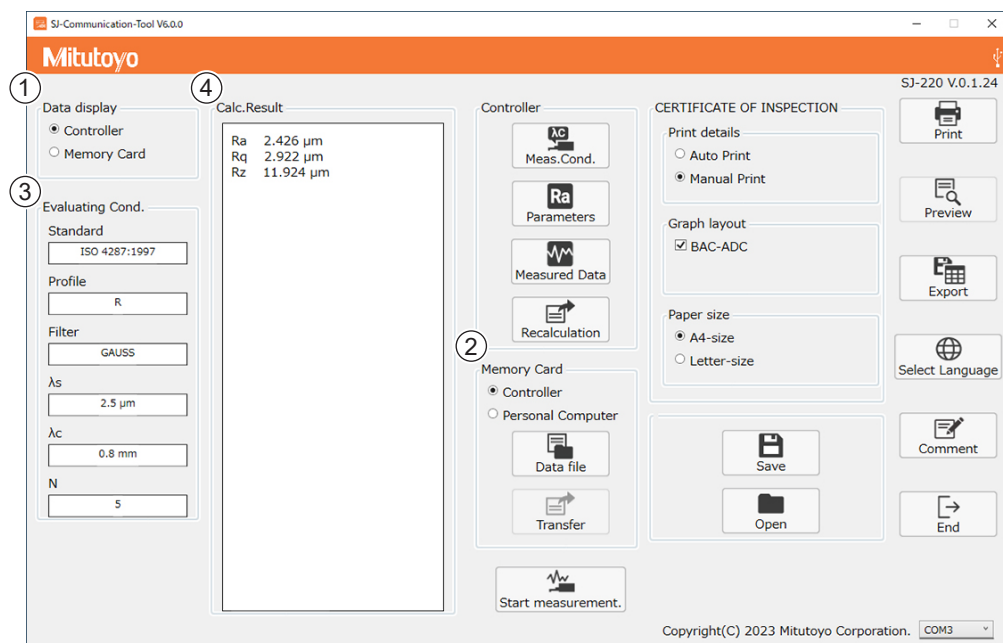 SJ-Communication-Tool V6.0.0
Mitutoyo
SJ-220 V.0.1.24
1
Data display
Controller
Memory Card
3
Evaluating Cond.
Standard
ISO 4287:1997
Profile
R
Filter
GAUSS
λs
2.5 μm
λc
0.8 mm
N
5
4
Calc.Result
Ra 2.426 μm
Rq 2.922 μm
Rz 11.924 μm
Controller
λC
Meas.Cond.
Ra
Parameters
Measured Data
Recalculation
2
Memory Card
Controller
Personal Computer
Data file
Transfer
Start measurement.
CERTIFICATE OF INSPECTION
Print details
Auto Print
Manual Print
Graph layout
BAC-ADC
Paper size
A4-size
Letter-size
Save
Open
Print
Preview
Export
Select Language
Comment
End
Copyright(C) 2023 Mitutoyo Corporation. COM3